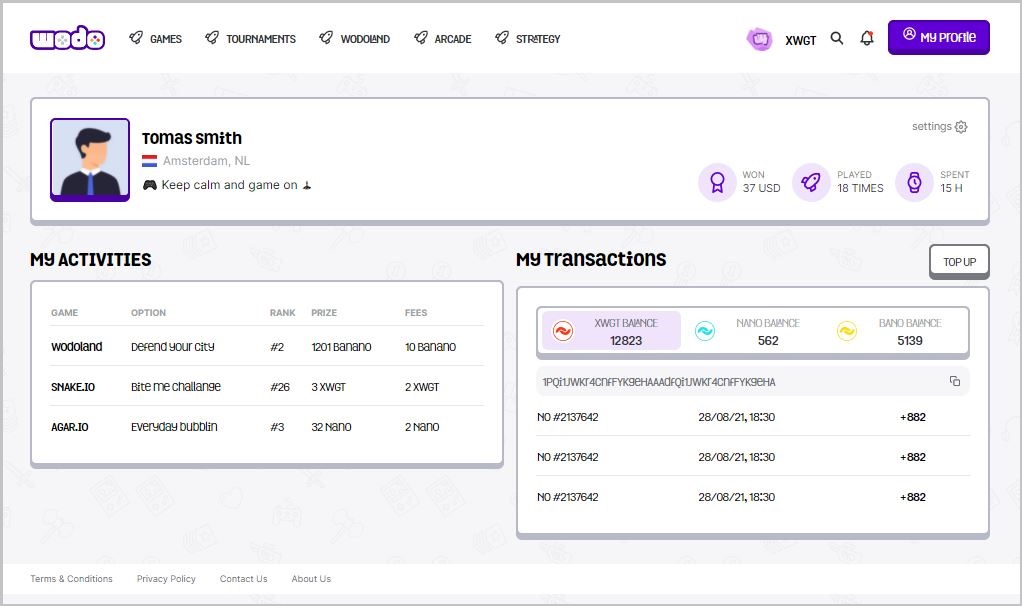 wodo GAMES TOURNAMENTS WODOLAND ARCADE STRATEGY XWGT My Profile
Tomas Smith
Amsterdam, NL
Keep calm and game on
settings
WON
37 USD
PLAYED
18 TIMES
SPENT
15 H
MY ACTIVITIES
GAME OPTION RANK PRIZE FEES
Wodoland Defend your city #2 1201 Banano 10 Banano
SNAKE.IO Bite me challange #26 3 XWGT 2 XWGT
AGAR.IO Everyday bubblin #3 32 Nano 2 Nano
My Transactions
TOP UP
XWGT BALANCE
12823
NANO BALANCE
562
BANO BALANCE
5139
NO #2137642 28/08/21, 18:30 +882
NO #2137642 28/08/21, 18:30 +882
NO #2137642 28/08/21, 18:30 +882
Terms & Conditions Privacy Policy Contact Us About Us